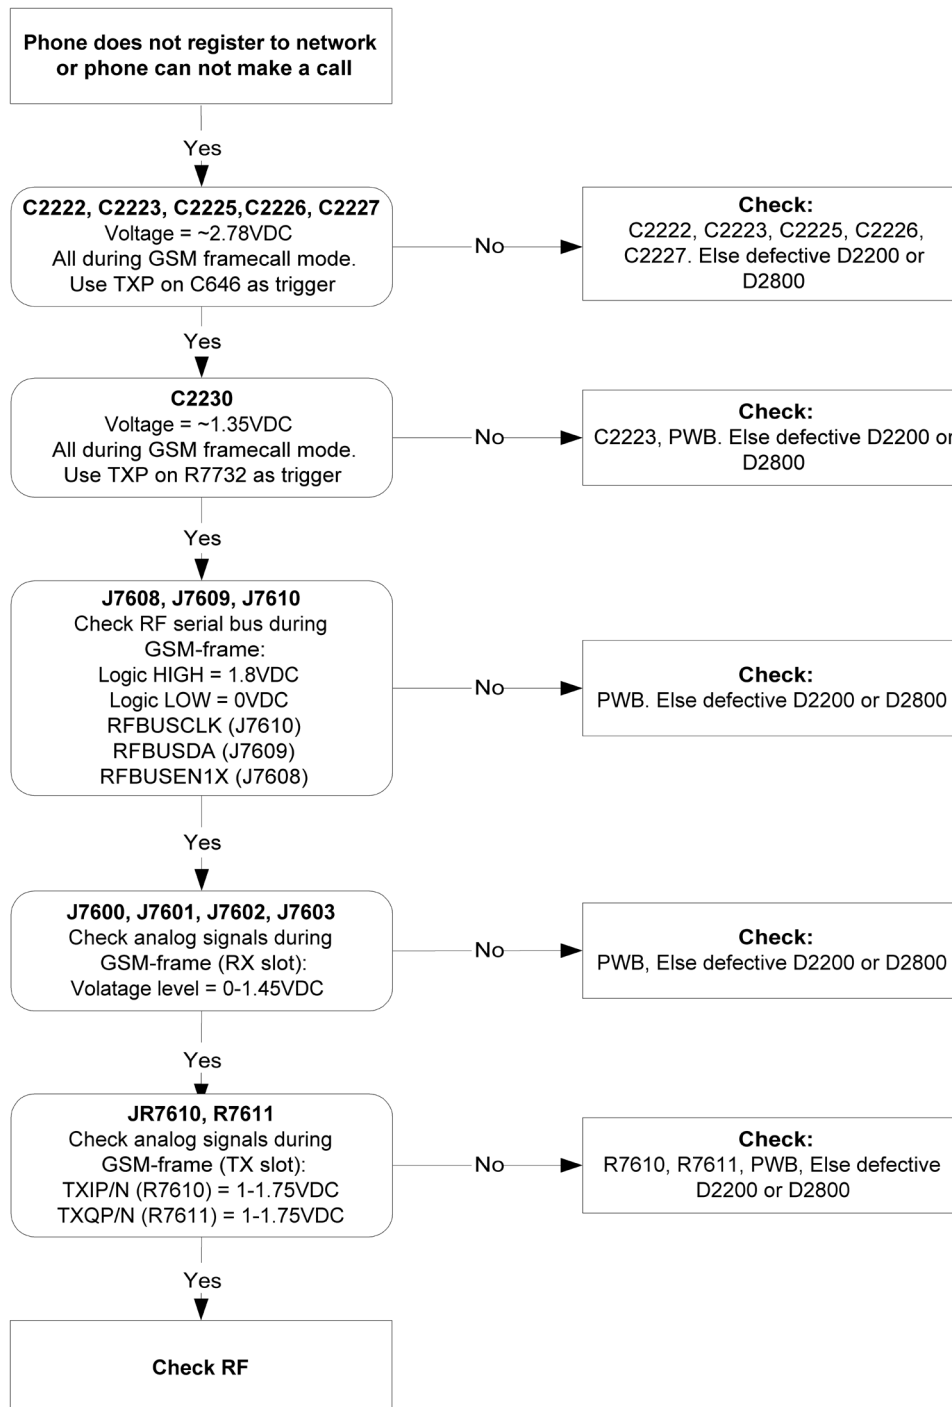 Phone does not register to network
or phone can not make a call
Yes
C2222, C2223, C2225,C2226, C2227
Voltage = ~2.78VDC
All during GSM framecall mode.
Use TXP on C646 as trigger
No
Check:
C2222, C2223, C2225, C2226,
C2227. Else defective D2200 or
D2800
Yes
C2230
Voltage = ~1.35VDC
All during GSM framecall mode.
Use TXP on R7732 as trigger
No
Check:
C2223, PWB. Else defective D2200 or
D2800
Yes
J7608, J7609, J7610
Check RF serial bus during
GSM-frame:
Logic HIGH = 1.8VDC
Logic LOW = 0VDC
RFBUSCLK (J7610)
RFBUSDA (J7609)
RFBUSEN1X (J7608)
No
Check:
PWB. Else defective D2200 or D2800
Yes
J7600, J7601, J7602, J7603
Check analog signals during
GSM-frame (RX slot):
Volatage level = 0-1.45VDC
No
Check:
PWB, Else defective D2200 or D2800
Yes
JR7610, R7611
Check analog signals during
GSM-frame (TX slot):
TXIP/N (R7610) = 1-1.75VDC
TXQP/N (R7611) = 1-1.75VDC
No
Check:
R7610, R7611, PWB, Else defective
D2200 or D2800
Yes
Check RF